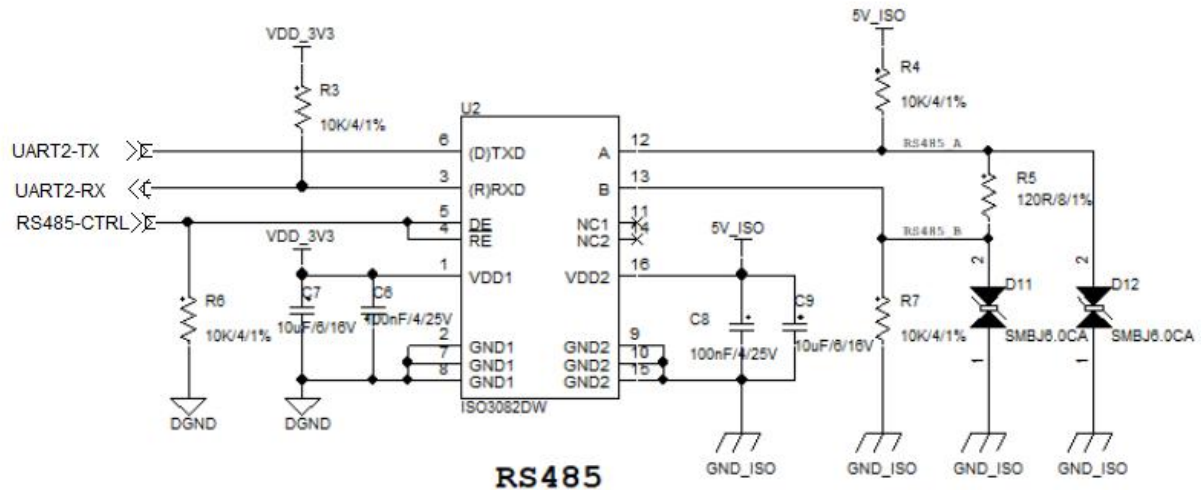 5V_ISO
VDD_3V3
R3
10K/4/1%
R4
10K/4/1%
U2
UART2-TX
6
(D)TXD
A
12
RS485_A
UART2-RX
3
(R)RXD
B
13
R5
120R/8/1%
RS485-CTRL
5
DE
4
RE
NC1
11
NC2
14
RS485_B
VDD_3V3
5V_ISO
1
VDD1
VDD2
16
2
D11
2
D12
R6
10K/4/1%
C7
10uF/6/16V
C6
100nF/4/25V
C8
100nF/4/25V
C9
10uF/6/16V
R7
10K/4/1%
SMBJ6.0CA
SMBJ6.0CA
2
GND1
GND2
9
7
GND1
GND2
10
8
GND1
GND2
15
1
1
ISO3082DW
DGND
DGND
GND_ISO
GND_ISO
GND_ISO
GND_ISO
RS485